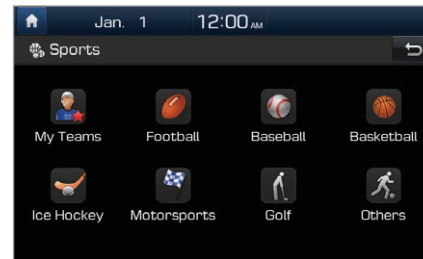 Jan. 1 12:00 AM
Sports
My Teams Football Baseball Basketball
Ice Hockey Motorsports Golf Others